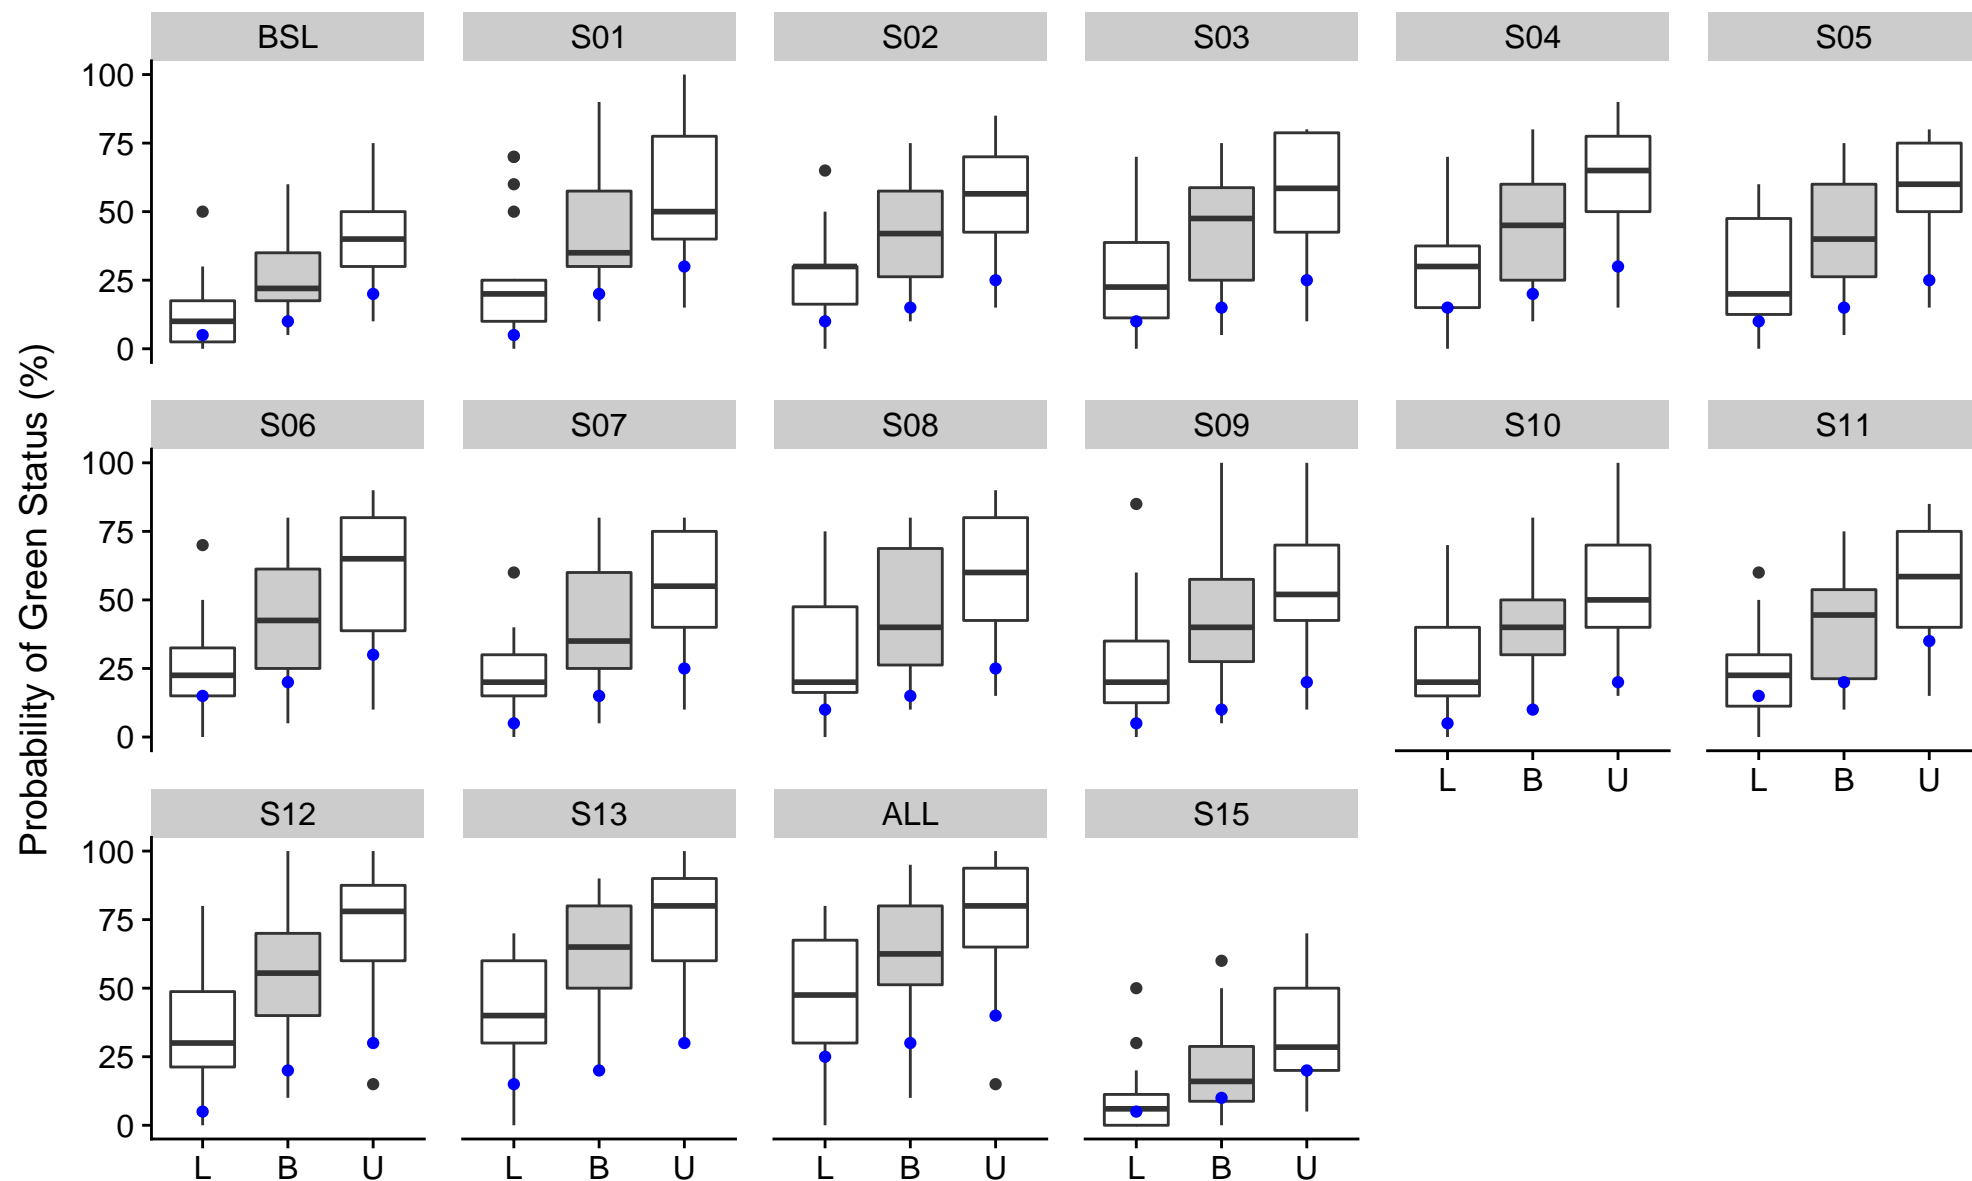 BSL S01 S02 S03 S04 S05
100
75
50
25
0
Probability of Green Status (%)
S06 S07 S08 S09 S10 S11
100
75
50
25
0
L B U L B U
S12 S13 ALL S15
100
75
50
25
0
L B U L B U L B U L B U